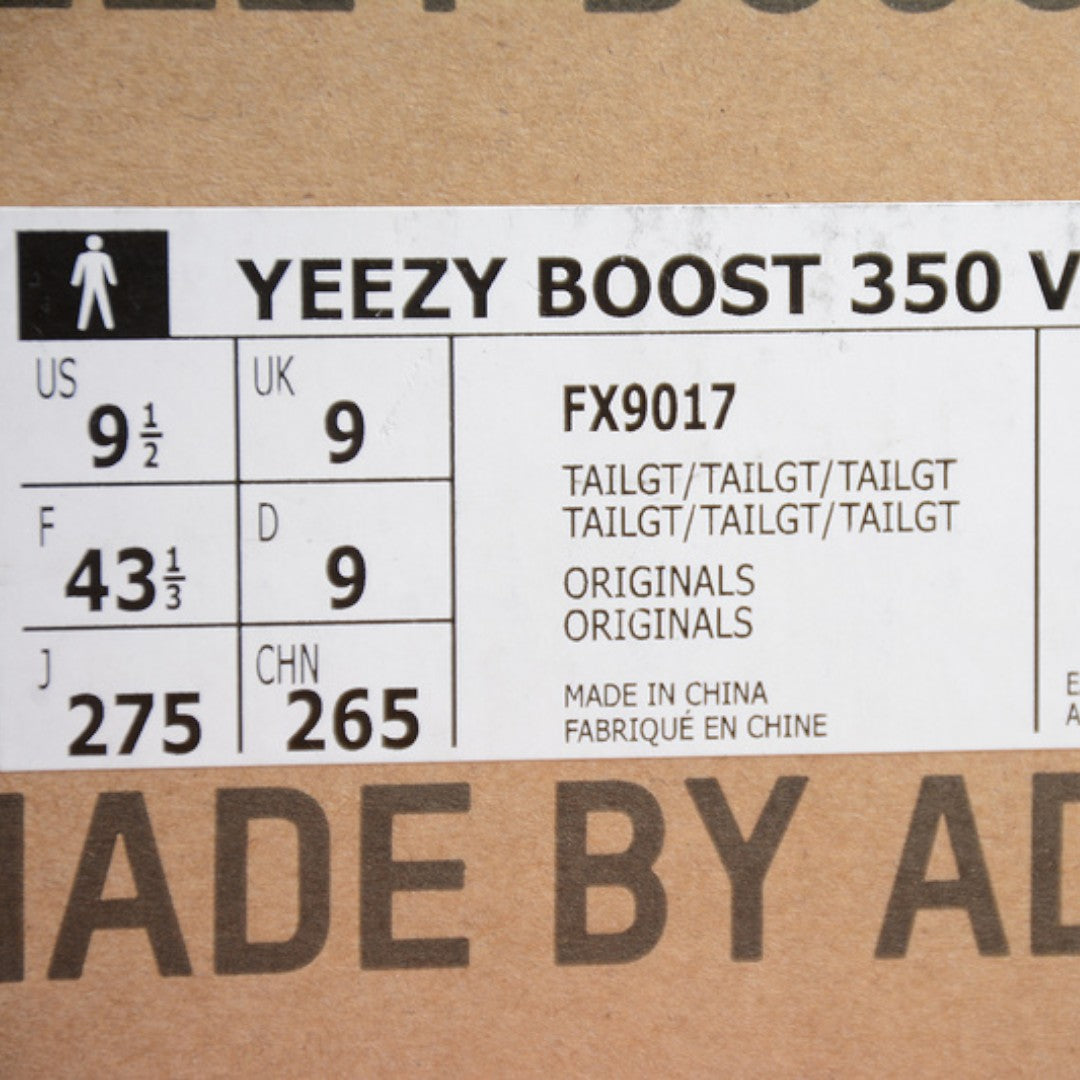 YEEZY BOOST 350 V
US 9 1/2
UK 9
F 43 1/3
D 9
J 275
CHN 265
FX9017
TAILGT/TAILGT/TAILGT
TAILGT/TAILGT/TAILGT
ORIGINALS
ORIGINALS
MADE IN CHINA
FABRIQUÉ EN CHINE
E
A
MADE BY AD